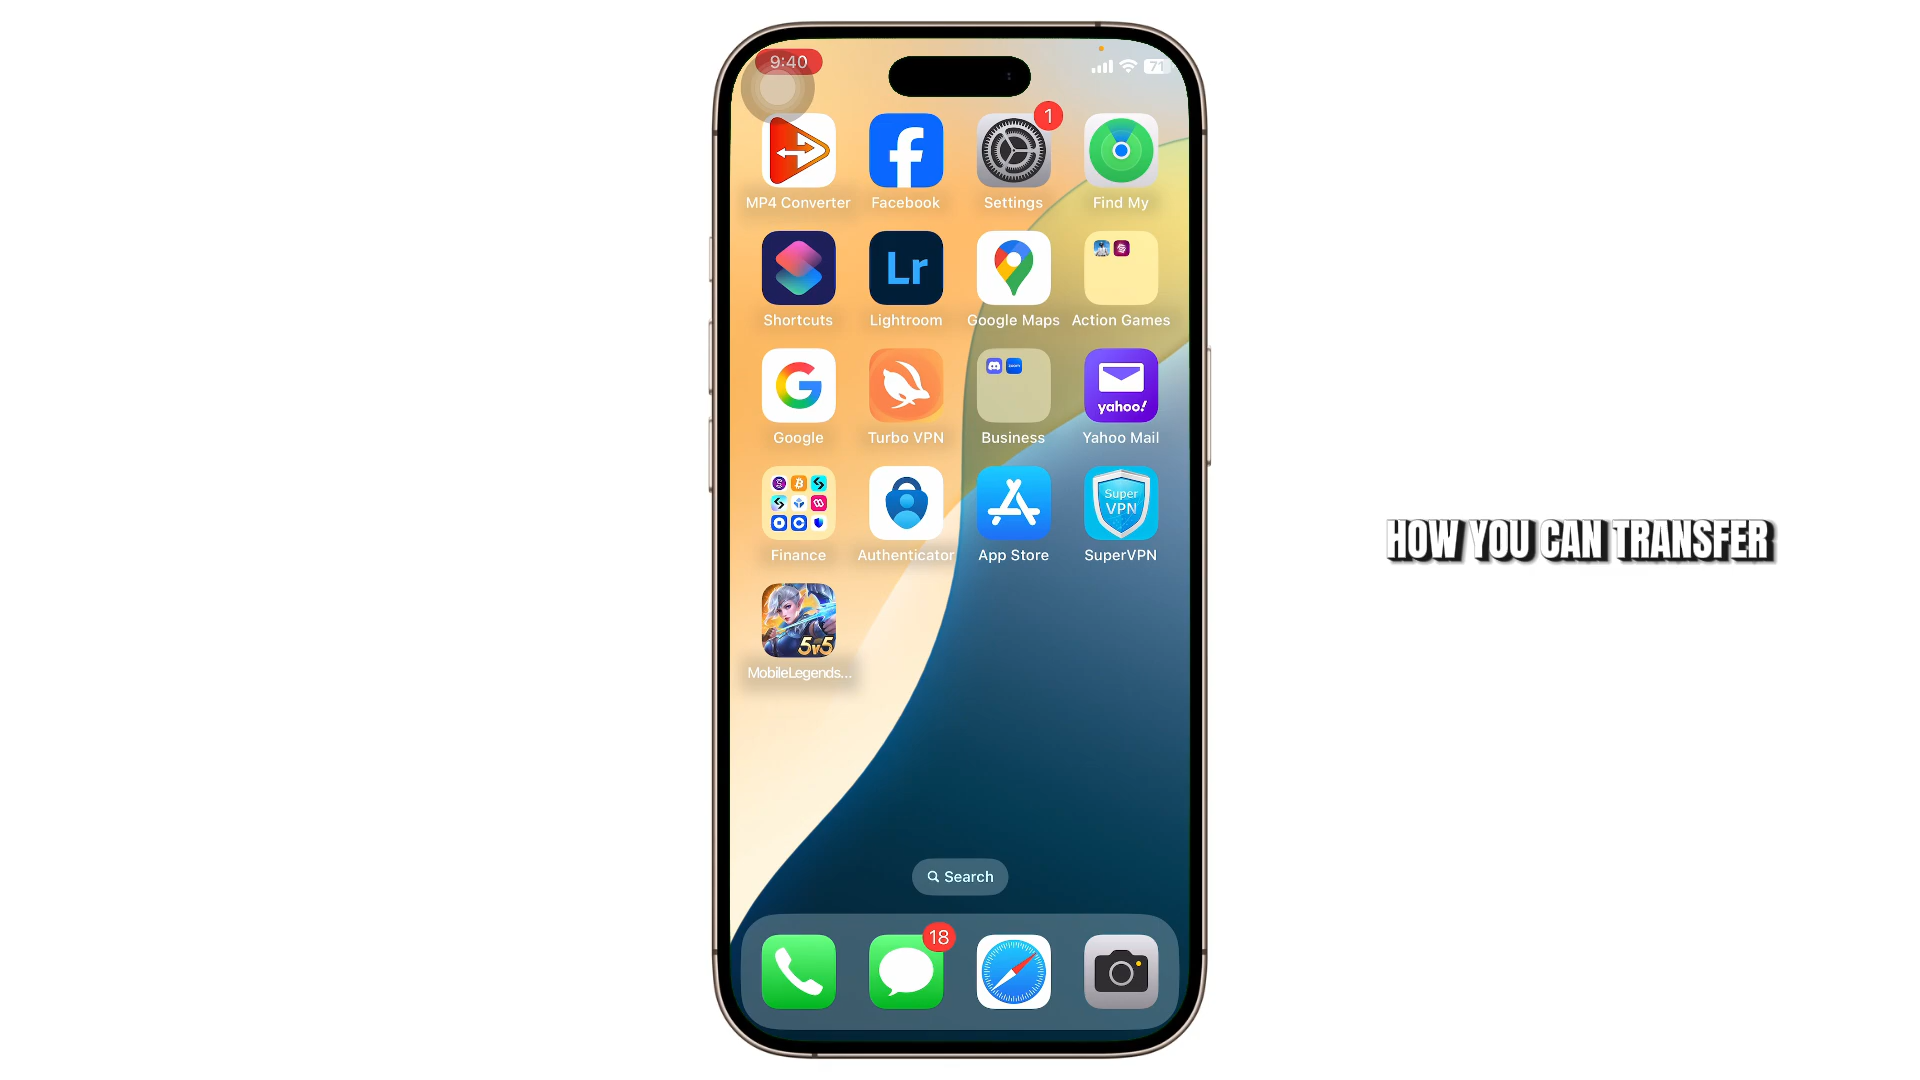 9:40
71
1
MP4 Converter Facebook Settings Find My
Lr
Shortcuts Lightroom Google Maps Action Games
zoom
yahoo!
Google Turbo VPN Business Yahoo Mail
Super
VPN
Finance Authenticator App Store SuperVPN
5v5
MobileLegends...
HOW YOU CAN TRANSFER
Search
18